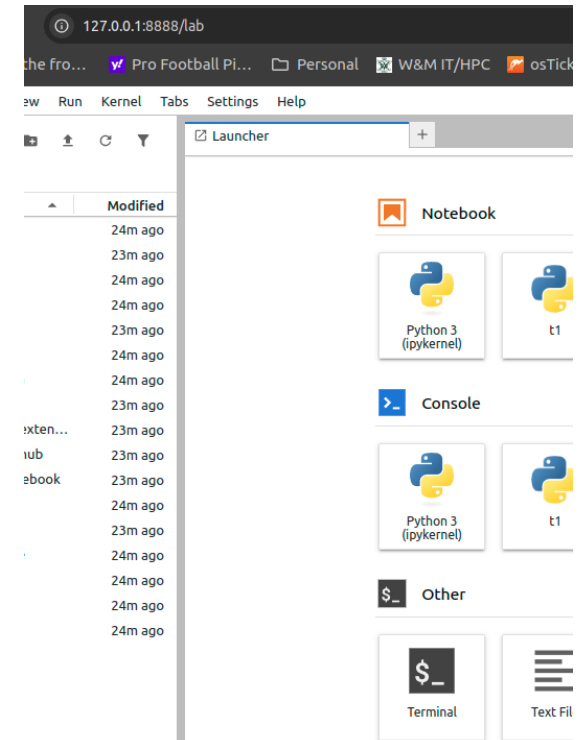 127.0.0.1:8888/lab
the fro... Pro Football Pi... Personal W&M IT/HPC osTick
ew Run Kernel Tabs Settings Help
Launcher
Modified
24m ago
23m ago
24m ago
24m ago
23m ago
24m ago
24m ago
23m ago
exten... 23m ago
hub 23m ago
ebook 23m ago
24m ago
23m ago
24m ago
24m ago
24m ago
24m ago
Notebook
Python 3 t1
(ipykernel)
Console
Python 3 t1
(ipykernel)
$_ Other
$_
Terminal Text Fil